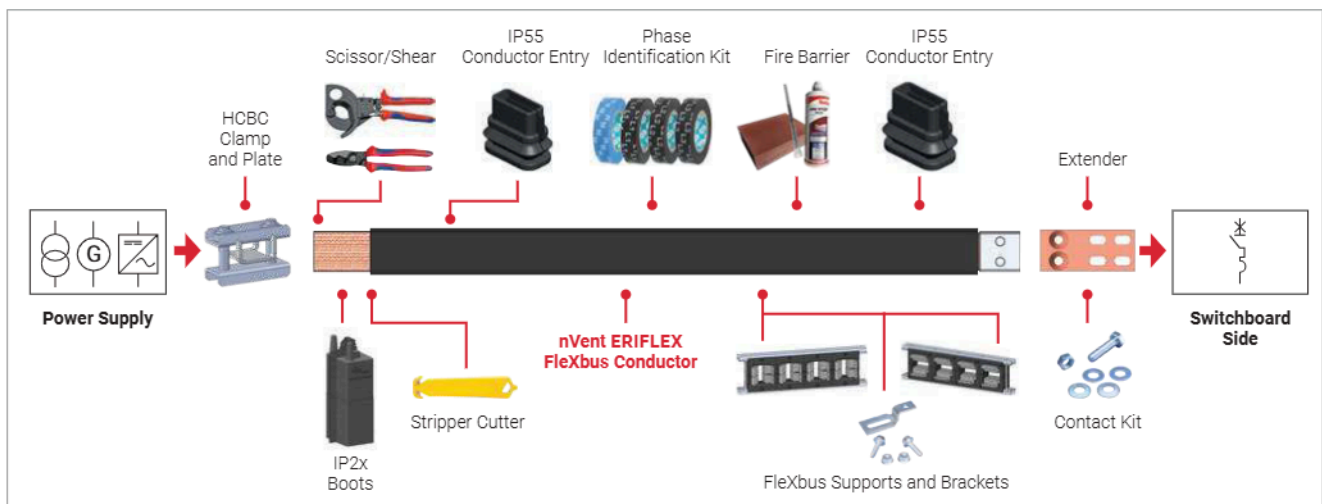 Scissor/Shear
IP55
Conductor Entry
Phase
Identification Kit
Fire Barrier
IP55
Conductor Entry
HCBC
Clamp
and Plate
Extender
G
Power Supply
nVent ERIFLEX
FleXbus Conductor
Switchboard
Side
Stripper Cutter
Contact Kit
IP2x
Boots
FleXbus Supports and Brackets